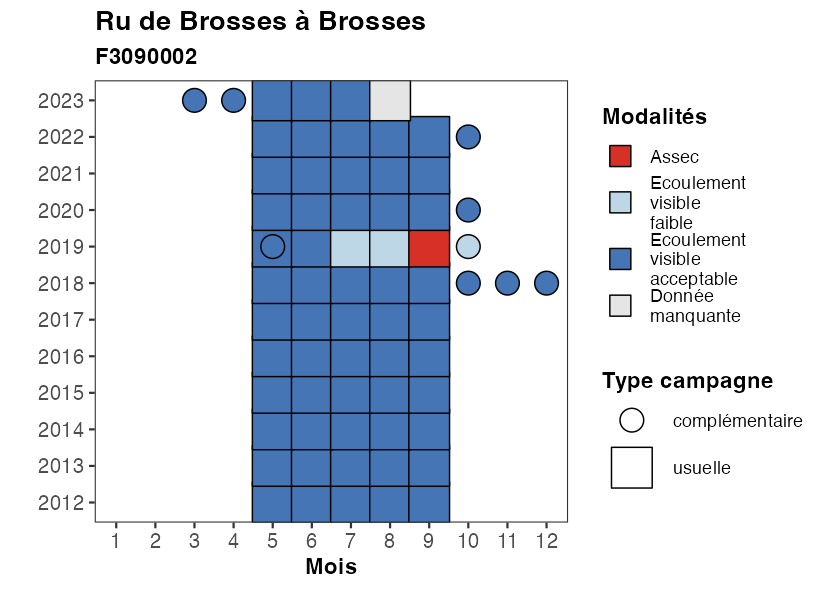 Ru de Brosses à Brosses
F3090002
2023
2022
2021
2020
2019
2018
2017
2016
2015
2014
2013
2012
1 2 3 4 5 6 7 8 9 10 11 12
Mois
Modalités
Assec
Ecoulement
visible
faible
Ecoulement
visible
acceptable
Donnée
manquante
Type campagne
complémentaire
usuelle